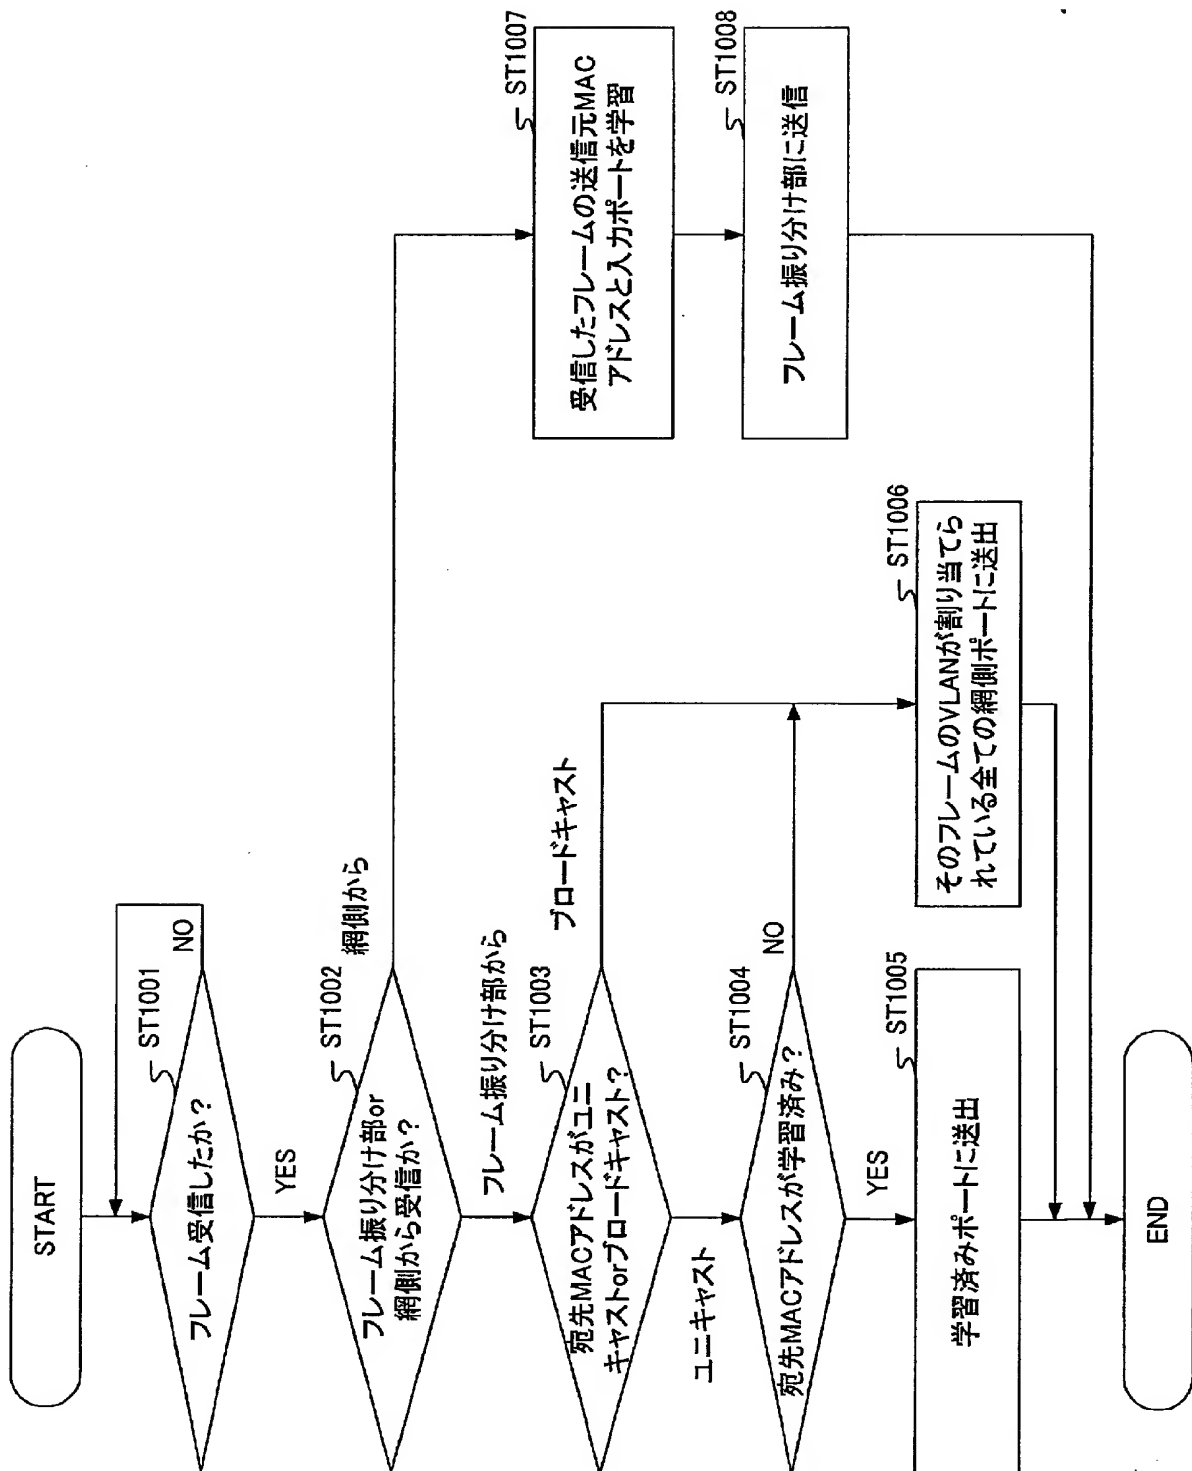 START
ST1001
フレーム受信したか?
NO
YES
ST1002
フレーム振り分け部or
網側から受信か?
網側から
フレーム振り分け部から
ST1003
宛先MACアドレスがユニ
キャストorブロードキャスト?
ブロードキャスト
ユニキャスト
ST1004
宛先MACアドレスが学習済み?
NO
YES
ST1005
学習済みポートに送出
ST1006
そのフレームのVLANが割り当てら
れている全ての網側ポートに送出
ST1007
受信したフレームの送信元MAC
アドレスと入力ポートを学習
ST1008
フレーム振り分け部に送信
END